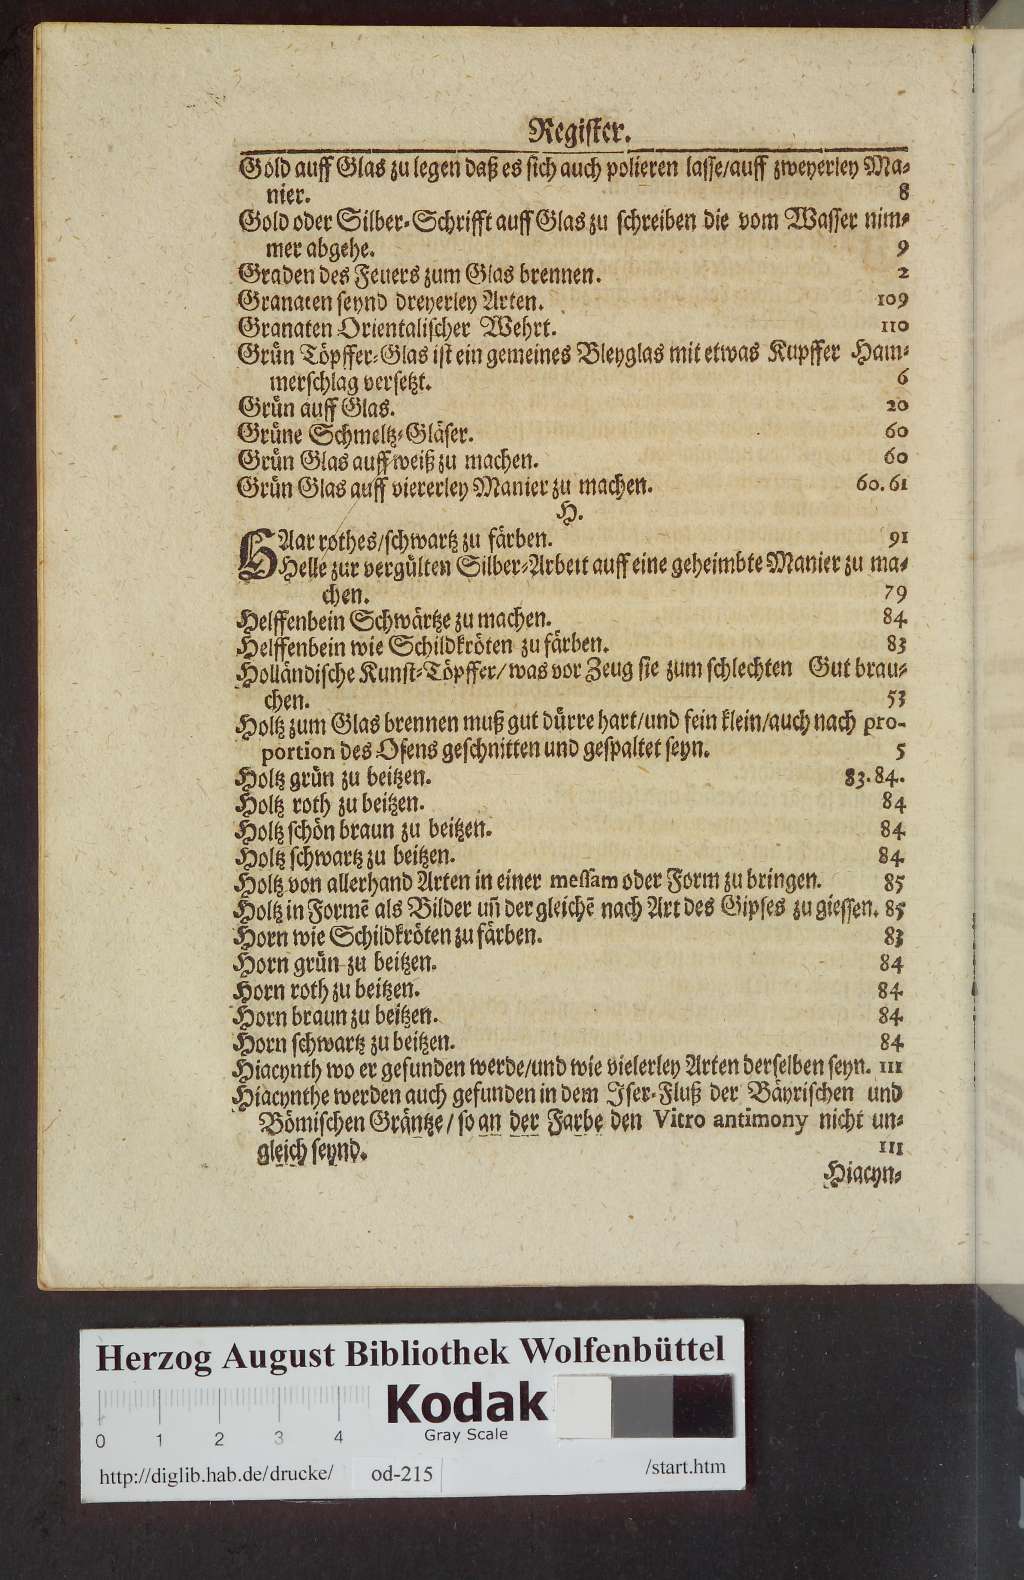 Register.
Gold auff Glas zu legen daß es sich auch polieren lasse/auff zweyerley Ma-
nier. 8
Gold oder Silber-Schrifft auff Glas zu schreiben die vom Wasser nim-
mer abgehe. 9
Graden des Feuers zum Glas brennen. 2
Granaten seynd dreyerley Arten. 109
Granaten Orientalischer Wehrt. 110
Grün Töpffer-Glas ist ein gemeines Bleyglas mit etwas Kupffer Ham-
merschlag versetzt. 6
Grün auff Glas. 20
Grüne Schmeltz-Gläser. 60
Grün Glas auff weiß zu machen. 60
Grün Glas auff viererley Manier zu machen. 60.61
H.
HAar rothes/schwartz zu färben. 91
Helle zur vergülten Silber-Arbeit auff eine geheimbte Manier zu ma-
chen. 79
Helffenbein Schwärtze zu machen. 84
Helffenbein wie Schildkröten zu färben. 83
Holländische Kunst-Töpffer/was vor Zeug sie zum schlechten Gut brau-
chen. 53
Holtz zum Glas brennen muß gut dürre hart/und fein klein/auch nach pro-
portion des Ofens geschnitten und gespaltet seyn. 5
Holtz grün zu beitzen. 83.84.
Holtz roth zu beitzen. 84
Holtz schön braun zu beitzen. 84
Holtz schwartz zu beitzen. 84
Holtz von allerhand Arten in einer messam oder Form zu bringen. 85
Holtz in Formē als Bilder uñ der gleichē nach Art des Gipses zu giessen. 85
Horn wie Schildkröten zu färben. 83
Horn grün zu beitzen. 84
Horn roth zu beitzen. 84
Horn braun zu beitzen. 84
Horn schwartz zu beitzen. 84
Hiacynth wo er gefunden werde/und wie vielerley Arten derselben seyn. 111
Hiacynthe werden auch gefunden in dem Iser-Fluß der Bäyrischen und
Bömischen Gräntze/so an der Farbe den Vitro antimony nicht un-
gleich seynd. 111
Hiacyn-
Herzog August Bibliothek Wolfenbüttel
Kodak
Gray Scale
0 1 2 3 4
http://diglib.hab.de/drucke/ od-215 /start.htm